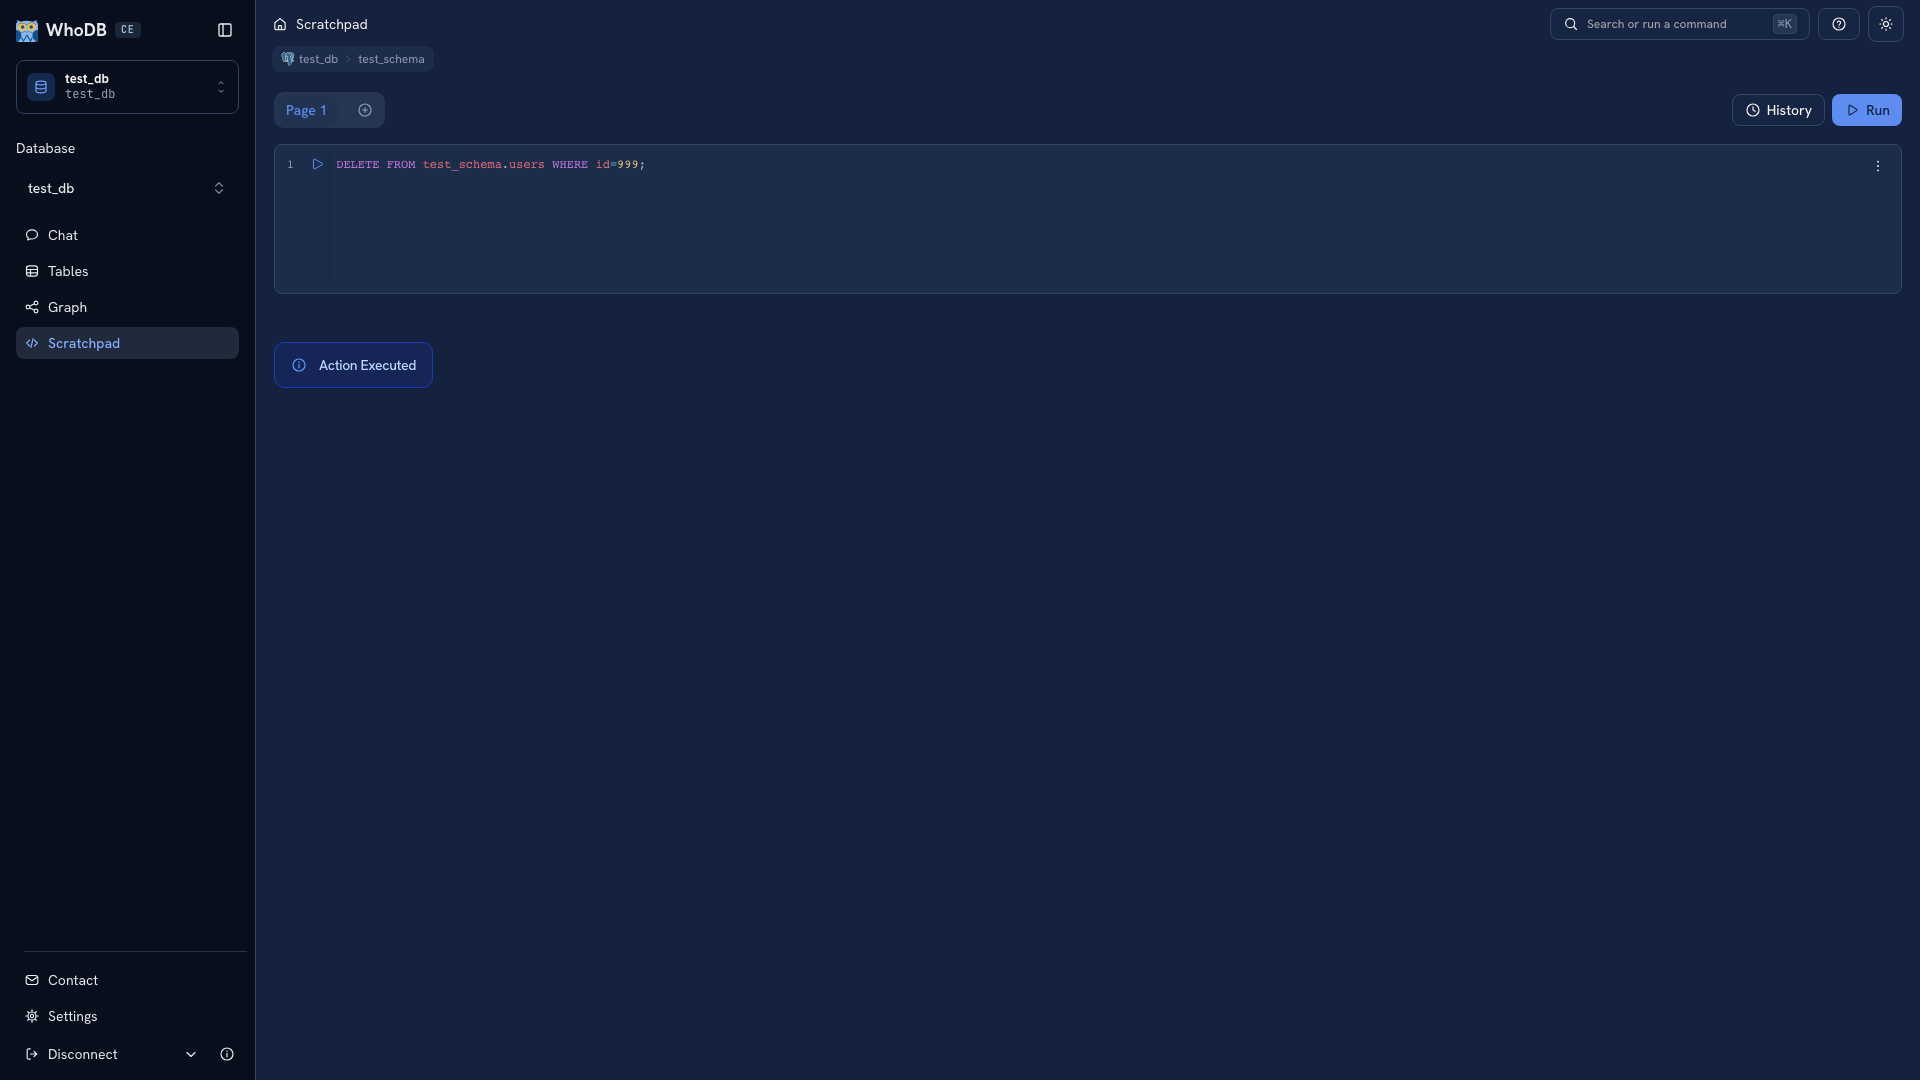 WhoDB CE
test_db
test_db
Database
test_db
Chat
Tables
Graph
Scratchpad
Contact
Settings
Disconnect
Scratchpad
Search or run a command ⌘K
test_db test_schema
Page 1
History
Run
1 DELETE FROM test_schema.users WHERE id=999;
Action Executed